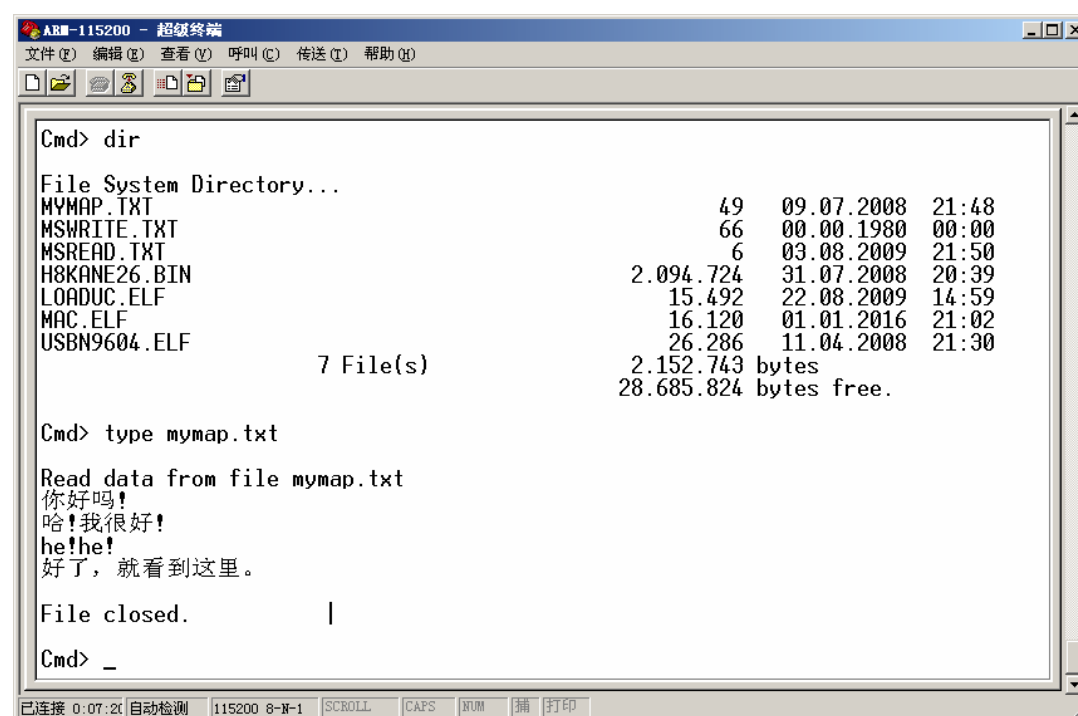 ARM-115200 - 超级终端
文件(F) 编辑(E) 查看(V) 呼叫(C) 传送(T) 帮助(H)
Cmd> dir
File System Directory...
MYMAP.TXT 49 09.07.2008 21:48
MSWRITE.TXT 66 00.00.1980 00:00
MSREAD.TXT 6 03.08.2009 21:50
H8KANE26.BIN 2.094.724 31.07.2008 20:39
LOADUC.ELF 15.492 22.08.2009 14:59
MAC.ELF 16.120 01.01.2016 21:02
USBN9604.ELF 26.286 11.04.2008 21:30
7 File(s) 2.152.743 bytes
28.685.824 bytes free.
Cmd> type mymap.txt
Read data from file mymap.txt
你好吗!
哈!我很好!
he!he!
好了，就看到这里。
File closed.
Cmd> _
已连接 0:07:20 自动检测 115200 8-N-1 SCROLL CAPS NUM 捕 打印